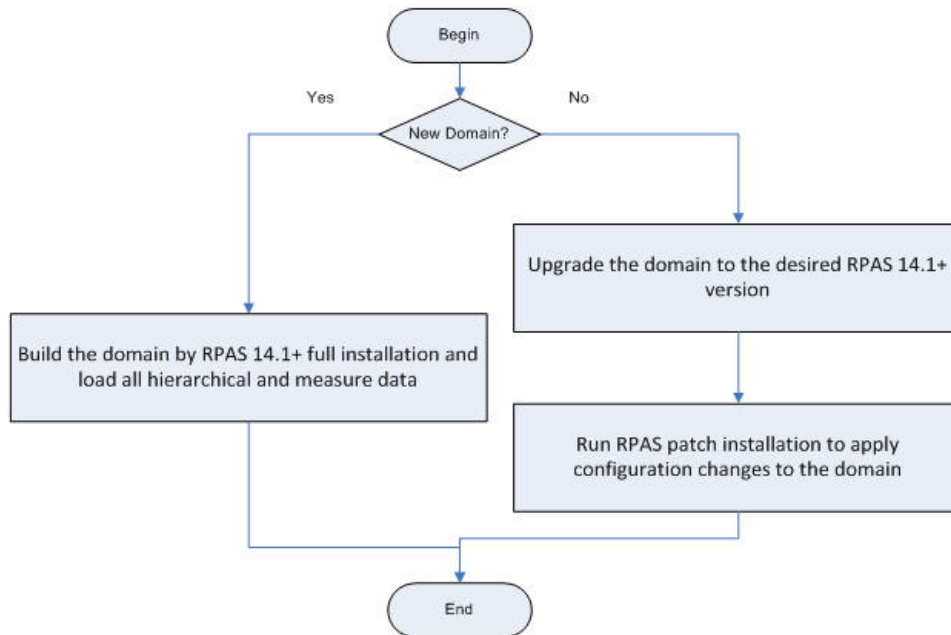 Begin
Yes
No
New Domain?
Upgrade the domain to the desired RPAS 14.1+
version
Build the domain by RPAS 14.1+ full installation and
load all hierarchical and measure data
Run RPAS patch installation to apply
configuration changes to the domain
End